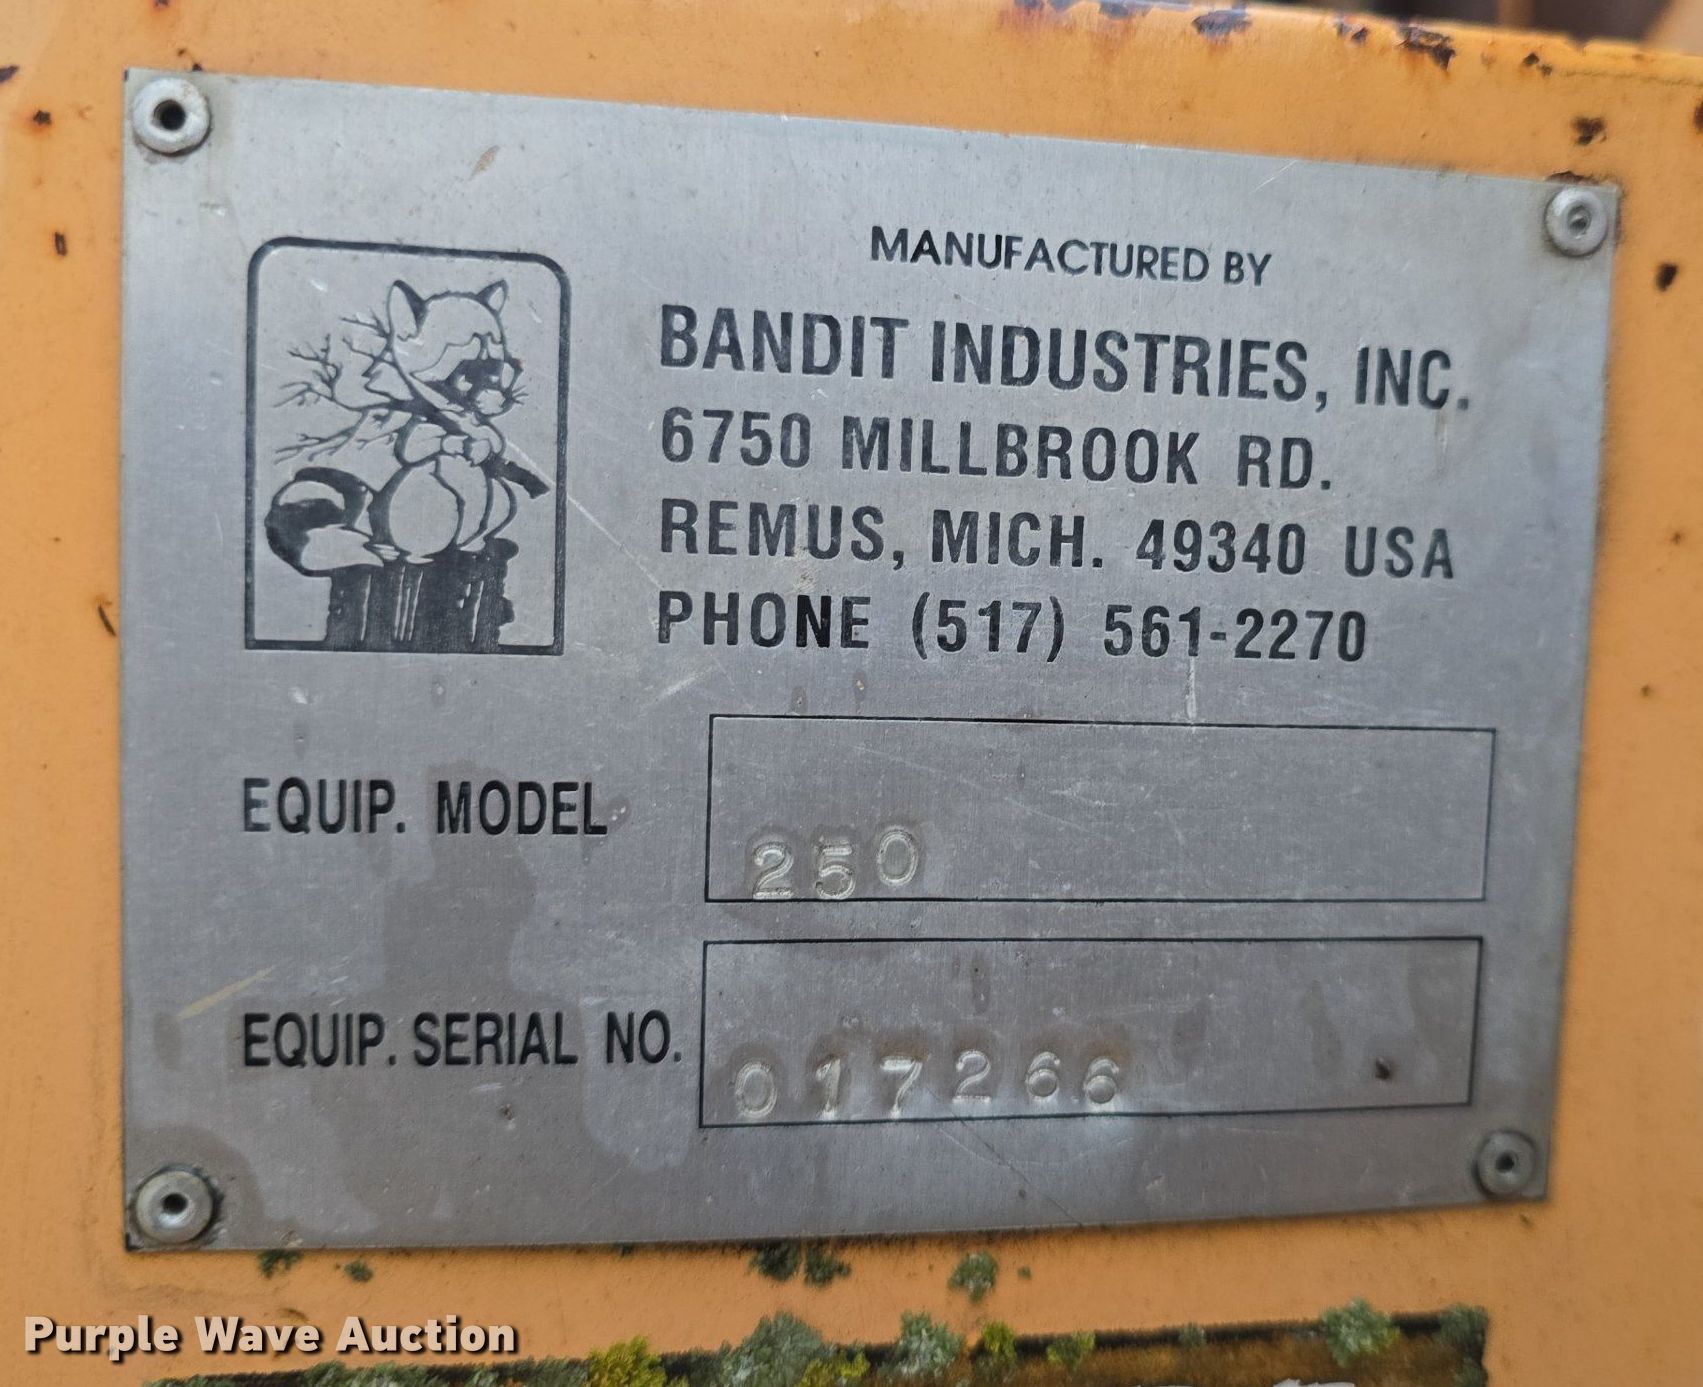 MANUFACTURED BY
BANDIT INDUSTRIES, INC.
6750 MILLBROOK RD.
REMUS, MICH. 49340 USA
PHONE (517) 561-2270
EQUIP. MODEL 250
EQUIP. SERIAL NO. 017266
Purple Wave Auction